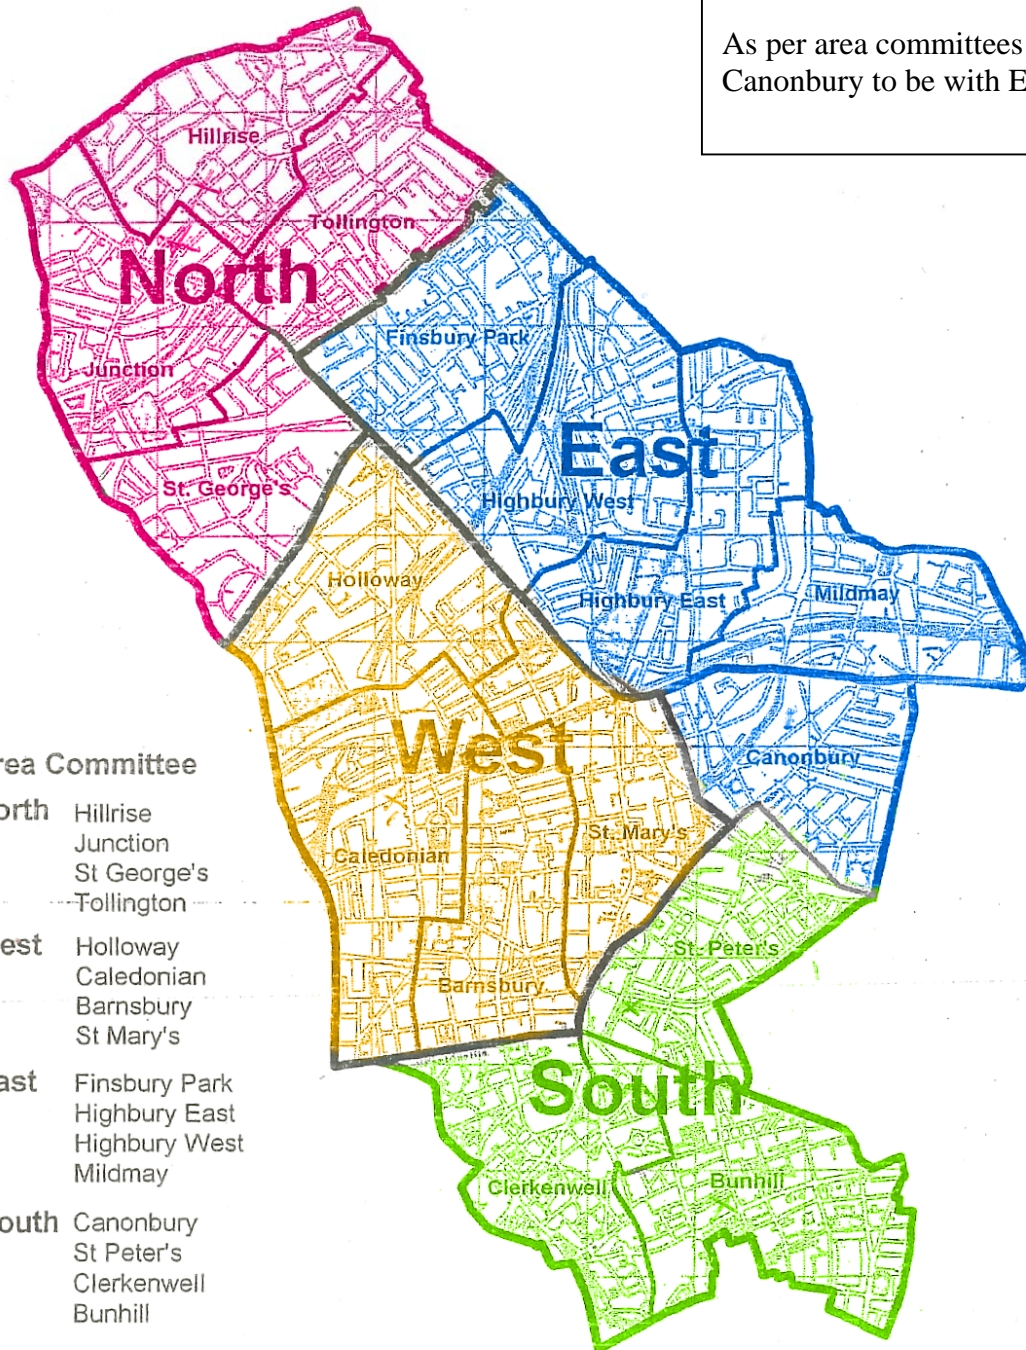 As per area committees
Canonbury to be with E
Hillrise
Tollington
North
Finsbury Park
Junction
East
St. George's
Highbury West
Holloway
Highbury East
Mildmay
West
Canonbury
St. Mary's
Caledonian
St. Peter's
Barnsbury
South
Clerkenwell
Bunhill
rea Committee
orth Hillrise
Junction
St George's
Tollington
est Holloway
Caledonian
Barnsbury
St Mary's
ast Finsbury Park
Highbury East
Highbury West
Mildmay
outh Canonbury
St Peter's
Clerkenwell
Bunhill